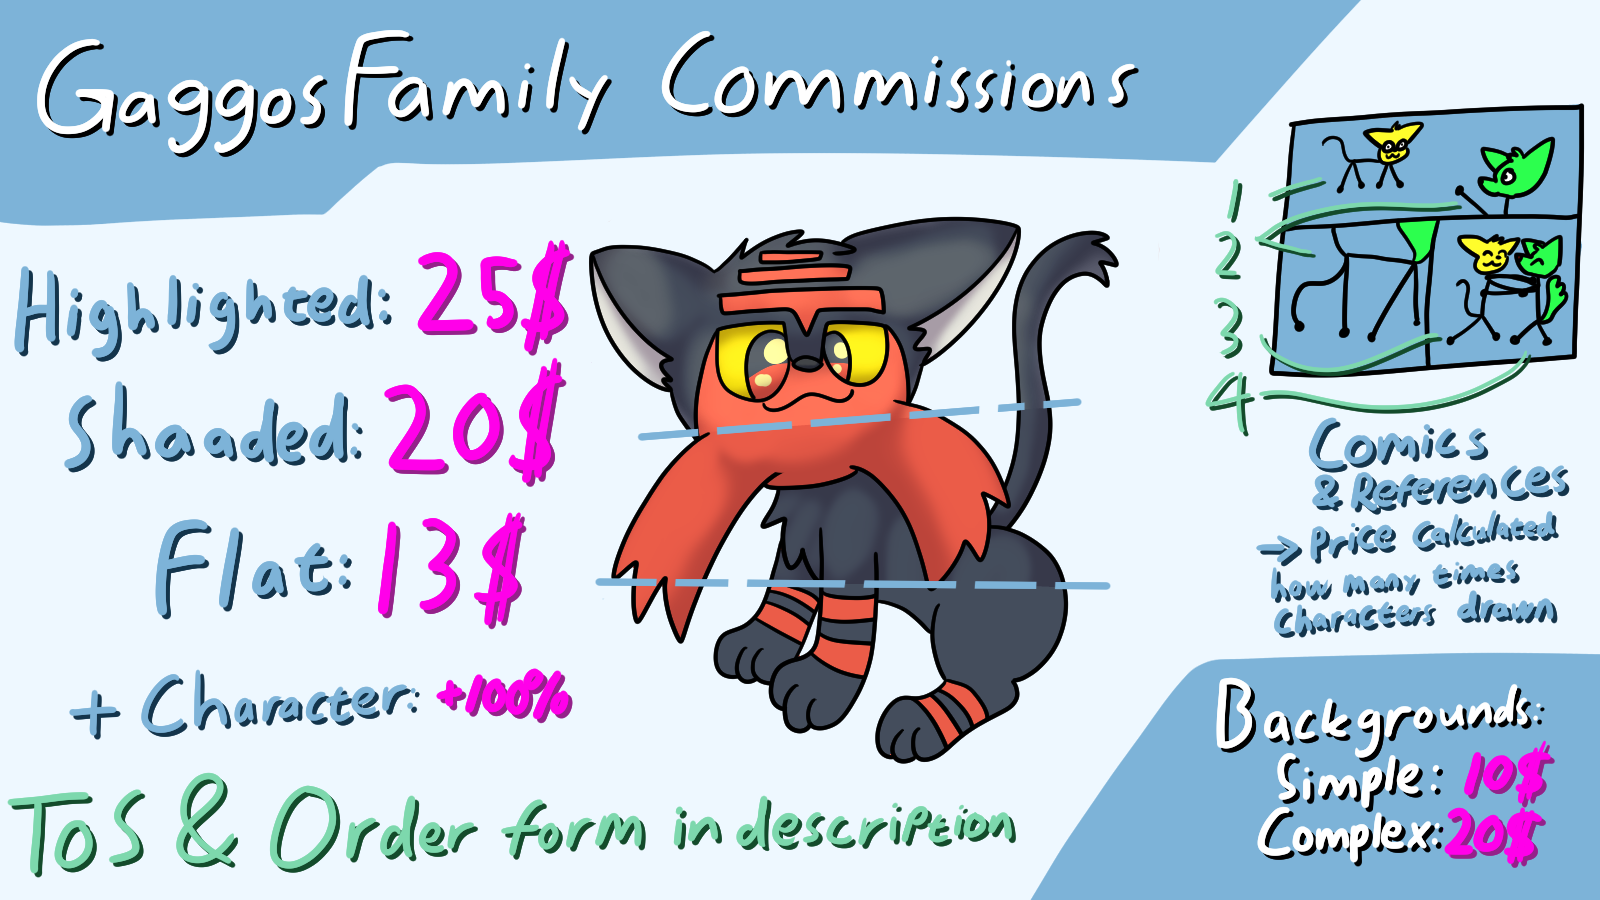 GaggosFamily Commissions
Highlighted: 25$
Shaaded: 20$
Flat: 13$
+ Character: +100%
ToS & Order form in description
1
2
3
4
Comics
& References
→ Price calculated
how many times
characters drawn
Backgrounds:
Simple: 10$
Complex: 20$